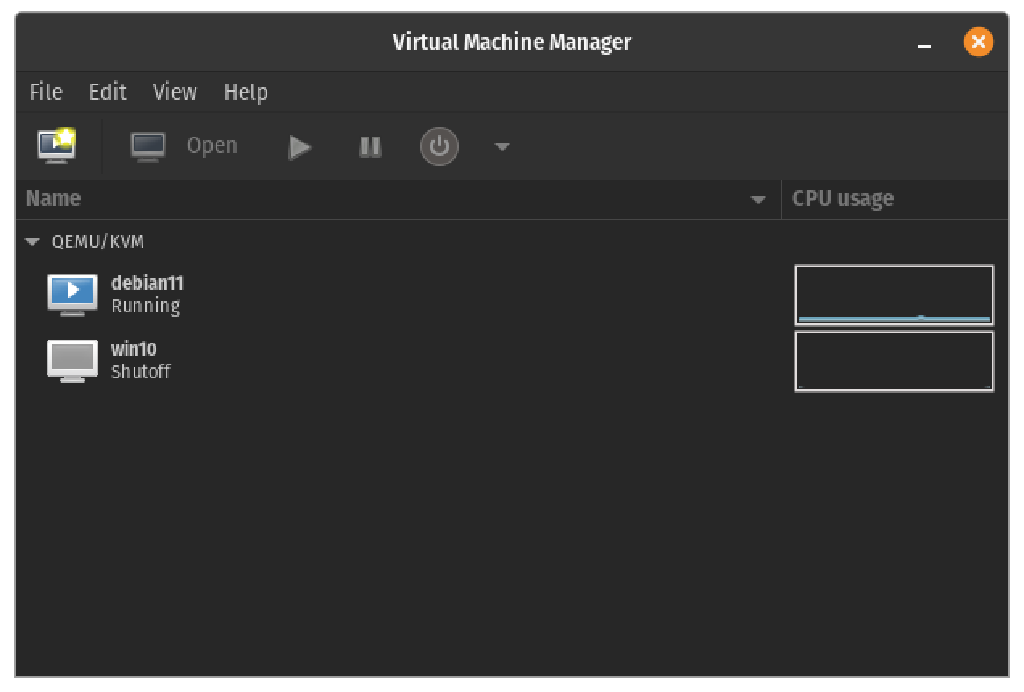 Virtual Machine Manager
File Edit View Help
Open
Name CPU usage
QEMU/KVM
debian11
Running
win10
Shutoff